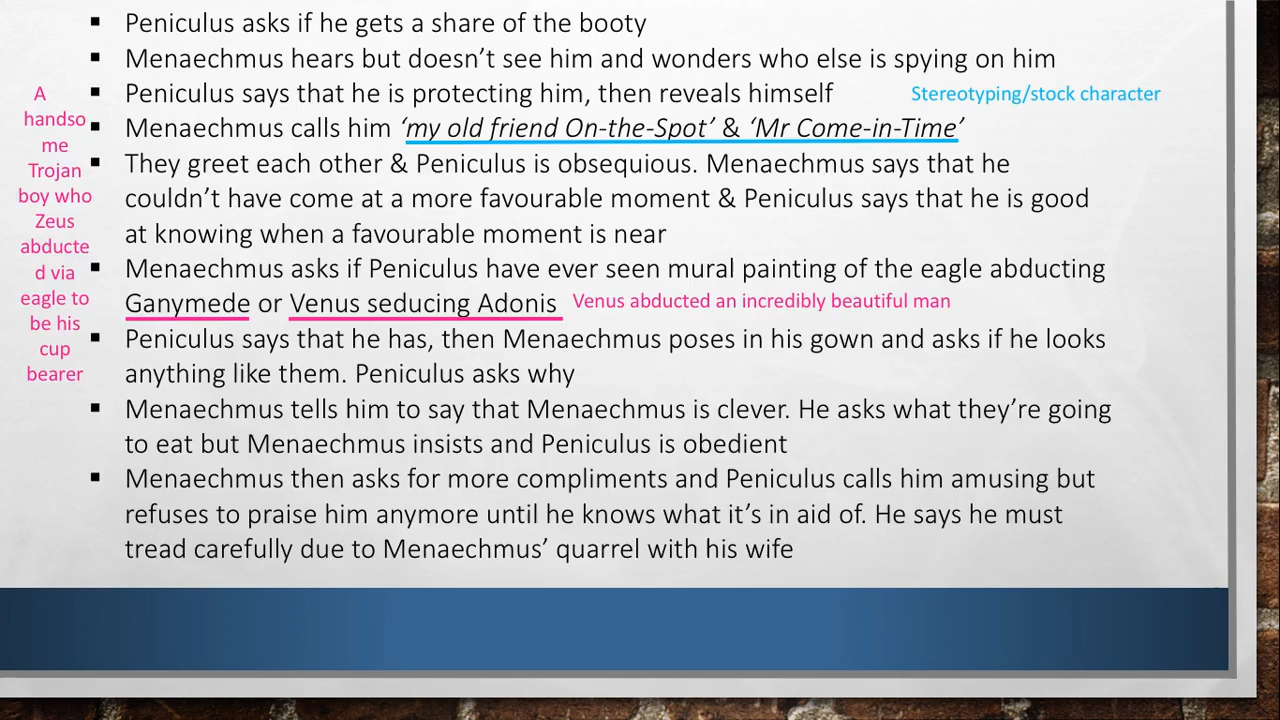 Peniculus asks if he gets a share of the booty
Menaechmus hears but doesn’t see him and wonders who else is spying on him
Peniculus says that he is protecting him, then reveals himself
Stereotyping/stock character
Menaechmus calls him ‘my old friend On-the-Spot’ & ‘Mr Come-in-Time’
They greet each other & Peniculus is obsequious. Menaechmus says that he
couldn’t have come at a more favourable moment & Peniculus says that he is good
at knowing when a favourable moment is near
Menaechmus asks if Peniculus have ever seen mural painting of the eagle abducting
Ganymede or Venus seducing Adonis
Venus abducted an incredibly beautiful man
Peniculus says that he has, then Menaechmus poses in his gown and asks if he looks
anything like them. Peniculus asks why
Menaechmus tells him to say that Menaechmus is clever. He asks what they’re going
to eat but Menaechmus insists and Peniculus is obedient
Menaechmus then asks for more compliments and Peniculus calls him amusing but
refuses to praise him anymore until he knows what it’s in aid of. He says he must
tread carefully due to Menaechmus’ quarrel with his wife
A
handso
me
Trojan
boy who
Zeus
abducte
d via
eagle to
be his
cup
bearer